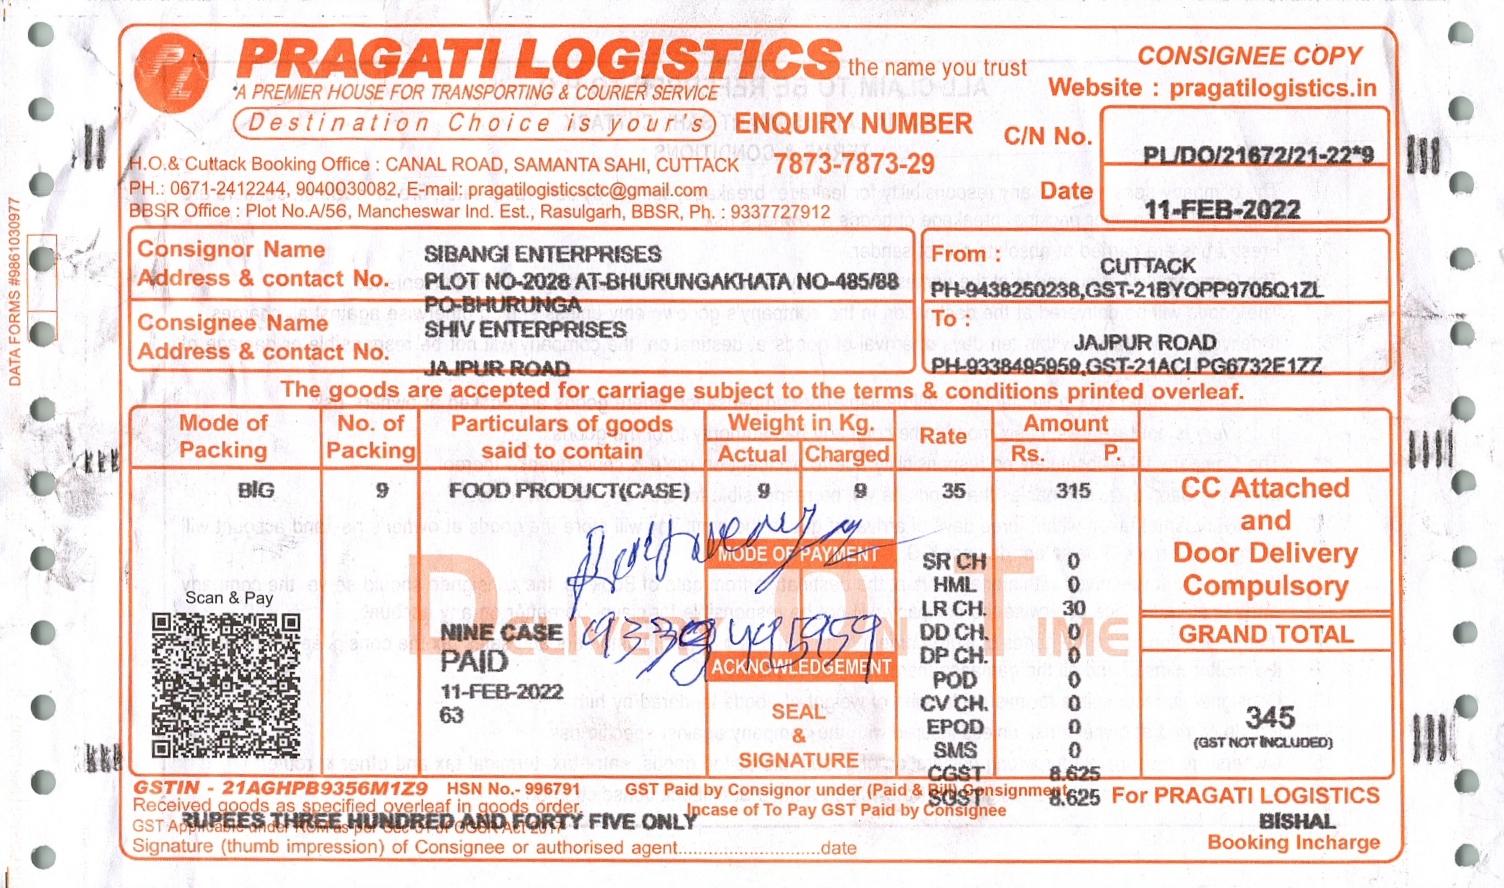 PRAGATI LOGISTICS the name you trust
A PREMIER HOUSE FOR TRANSPORTING & COURIER SERVICE
Destination Choice is your's
ENQUIRY NUMBER
7873-7873-29
H.O.& Cuttack Booking Office : CANAL ROAD, SAMANTA SAHI, CUTTACK
PH.: 0671-2412244, 9040030082, E-mail: pragatilogisticsctc@gmail.com
BBSR Office : Plot No.A/56, Mancheswar Ind. Est., Rasulgarh, BBSR, Ph. : 9337727912
CONSIGNEE COPY
Website : pragatilogistics.in
C/N No. PL/DO/21672/21-22*9
Date 11-FEB-2022
DATA FORMS #9861030977
Consigner Name SIBANGI ENTERPRISES
Address & contact No. PLOT NO-2028 AT-BHURUNGAKHATA NO-485/88
PO-BHURUNGA
From :
CUTTACK
PH-9438250238,GST-21BYOPP9705Q1ZL
Consignee Name SHIV ENTERPRISES
Address & contact No.
JAJPUR ROAD
To :
JAJPUR ROAD
PH-9338495959,GST-21ACLPG6732E1ZZ
The goods are accepted for carriage subject to the terms & conditions printed overleaf.
Mode of Packing
No. of Packing
Particulars of goods said to contain
Weight in Kg.
Actual Charged
Rate
Amount
Rs. P.
BIG 9 FOOD PRODUCT(CASE) 9 9 35 315
CC Attached
and
Door Delivery
Compulsory
GRAND TOTAL
345
(GST NOT INCLUDED)
Scan & Pay
DELIVERY IN TIME
NINE CASE
PAID
11-FEB-2022
63
9338495959
MODE OF PAYMENT
ACKNOWLEDGEMENT
SEAL
&
SIGNATURE
SR CH 0
HML 0
LR CH. 30
DD CH. 0
DP CH. 0
POD 0
CV CH. 0
EPOD 0
SMS 0
CGST 8.625
SGST 8.625
GSTIN - 21AGHPB9356M1Z9 HSN No.- 996791
GST Paid by Consignor under (Paid & Bill) Consignment
Incase of To Pay GST Paid by Consignee
Received goods as specified overleaf in goods order.
RUPEES THREE HUNDRED AND FORTY FIVE ONLY
GST Applicable under RCM as per Sec
Signature (thumb impression) of Consignee or authorised agent..............................date
For PRAGATI LOGISTICS
BISHAL
Booking Incharge